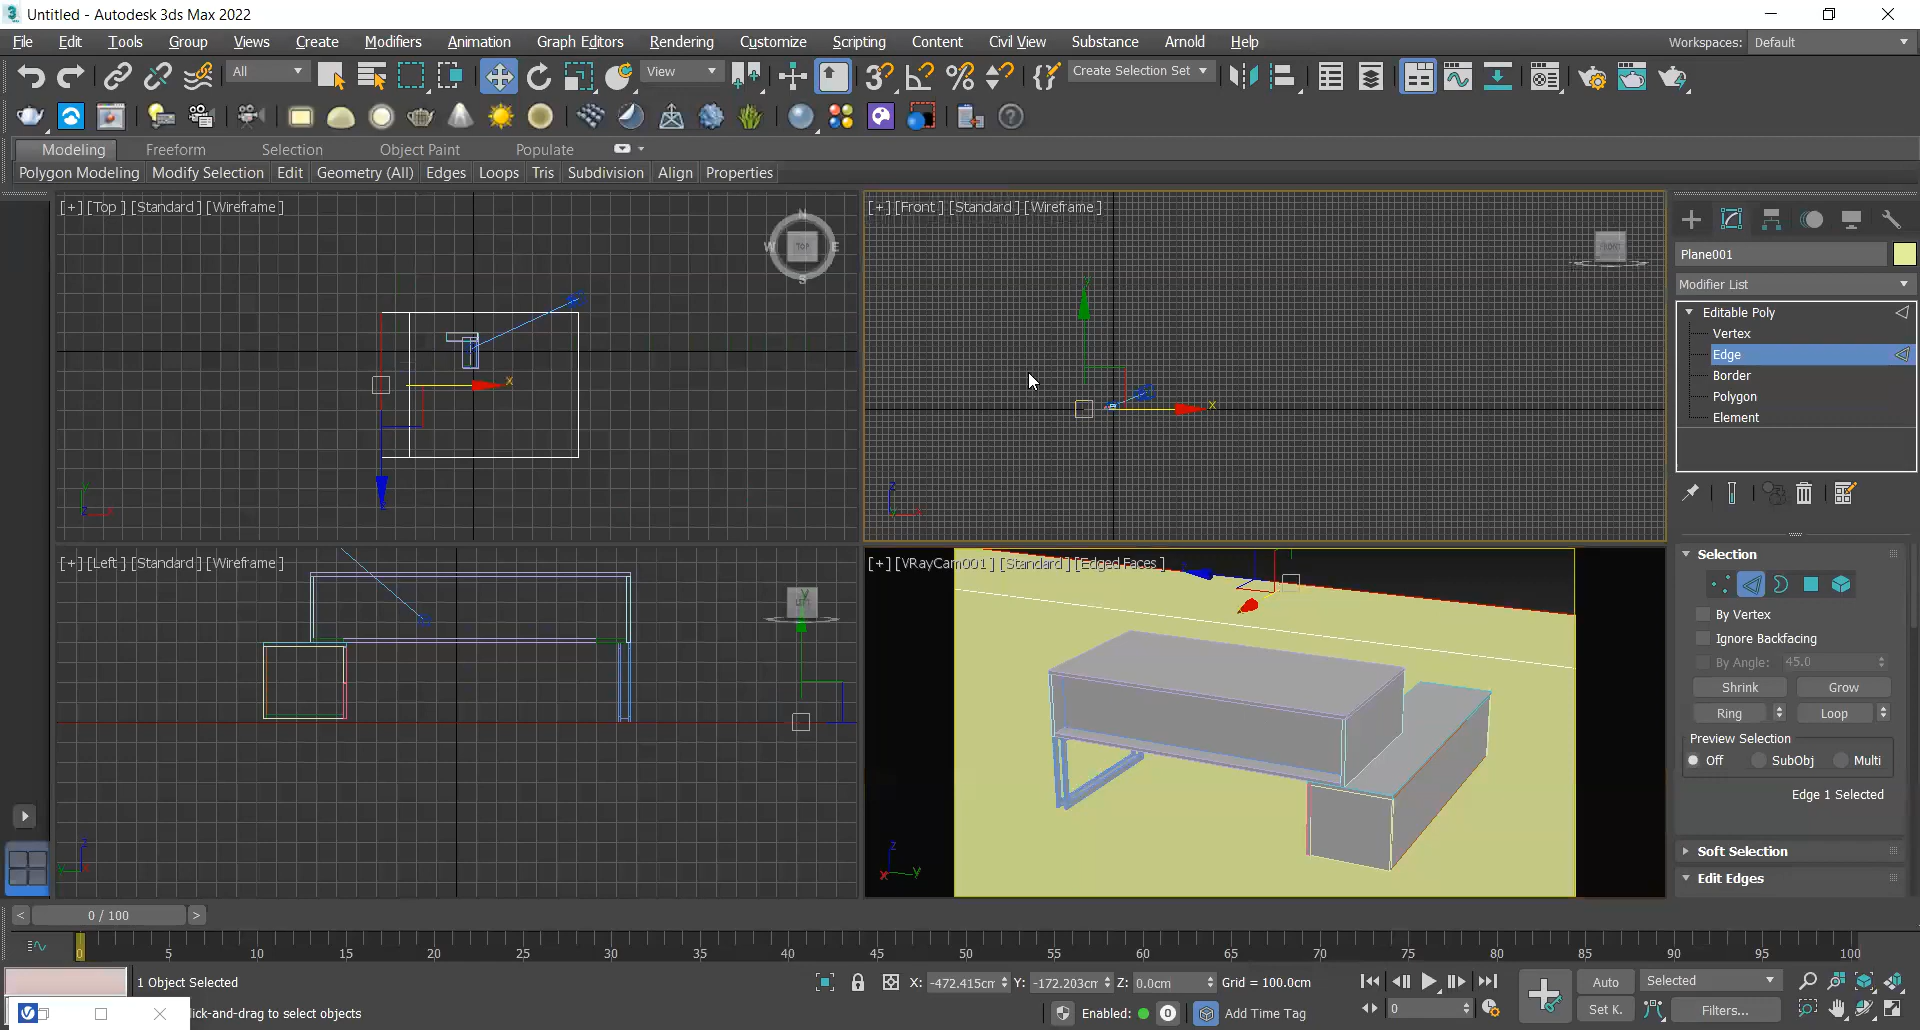 Untitled - Autodesk 3ds Max 2022
File Edit Tools Group Views Create Modifiers Animation Graph Editors Rendering Customize Scripting Content Civil View Substance Arnold Help Workspaces: Default
All View Create Selection Set
Modeling Freeform Selection Object Paint Populate
Polygon Modeling Modify Selection Edit Geometry (All) Edges Loops Tris Subdivision Align Properties
[+] [Top ] [Standard ] [Wireframe ]
N
W TOP E
S
x
[+] [Front ] [Standard ] [Wireframe ]
FRONT
x
[+] [Left ] [Standard ] [Wireframe ]
LEFT
[+] [VRayCam001 ] [Standard ] [Edged Faces ]
Plane001
Modifier List
Editable Poly
Vertex
Edge
Border
Polygon
Element
Selection
By Vertex
Ignore Backfacing
By Angle: 45.0
Shrink Grow
Ring Loop
Preview Selection
Off SubObj Multi
Edge 1 Selected
Soft Selection
Edit Edges
< 0 / 100 >
0 5 10 15 20 25 30 35 40 45 50 55 60 65 70 75 80 85 90 95 100
1 Object Selected X: -472.415cm Y: -172.203cm Z: 0.0cm Grid = 100.0cm Auto Selected
lick-and-drag to select objects Enabled: 0 Add Time Tag 0 Set K. Filters...